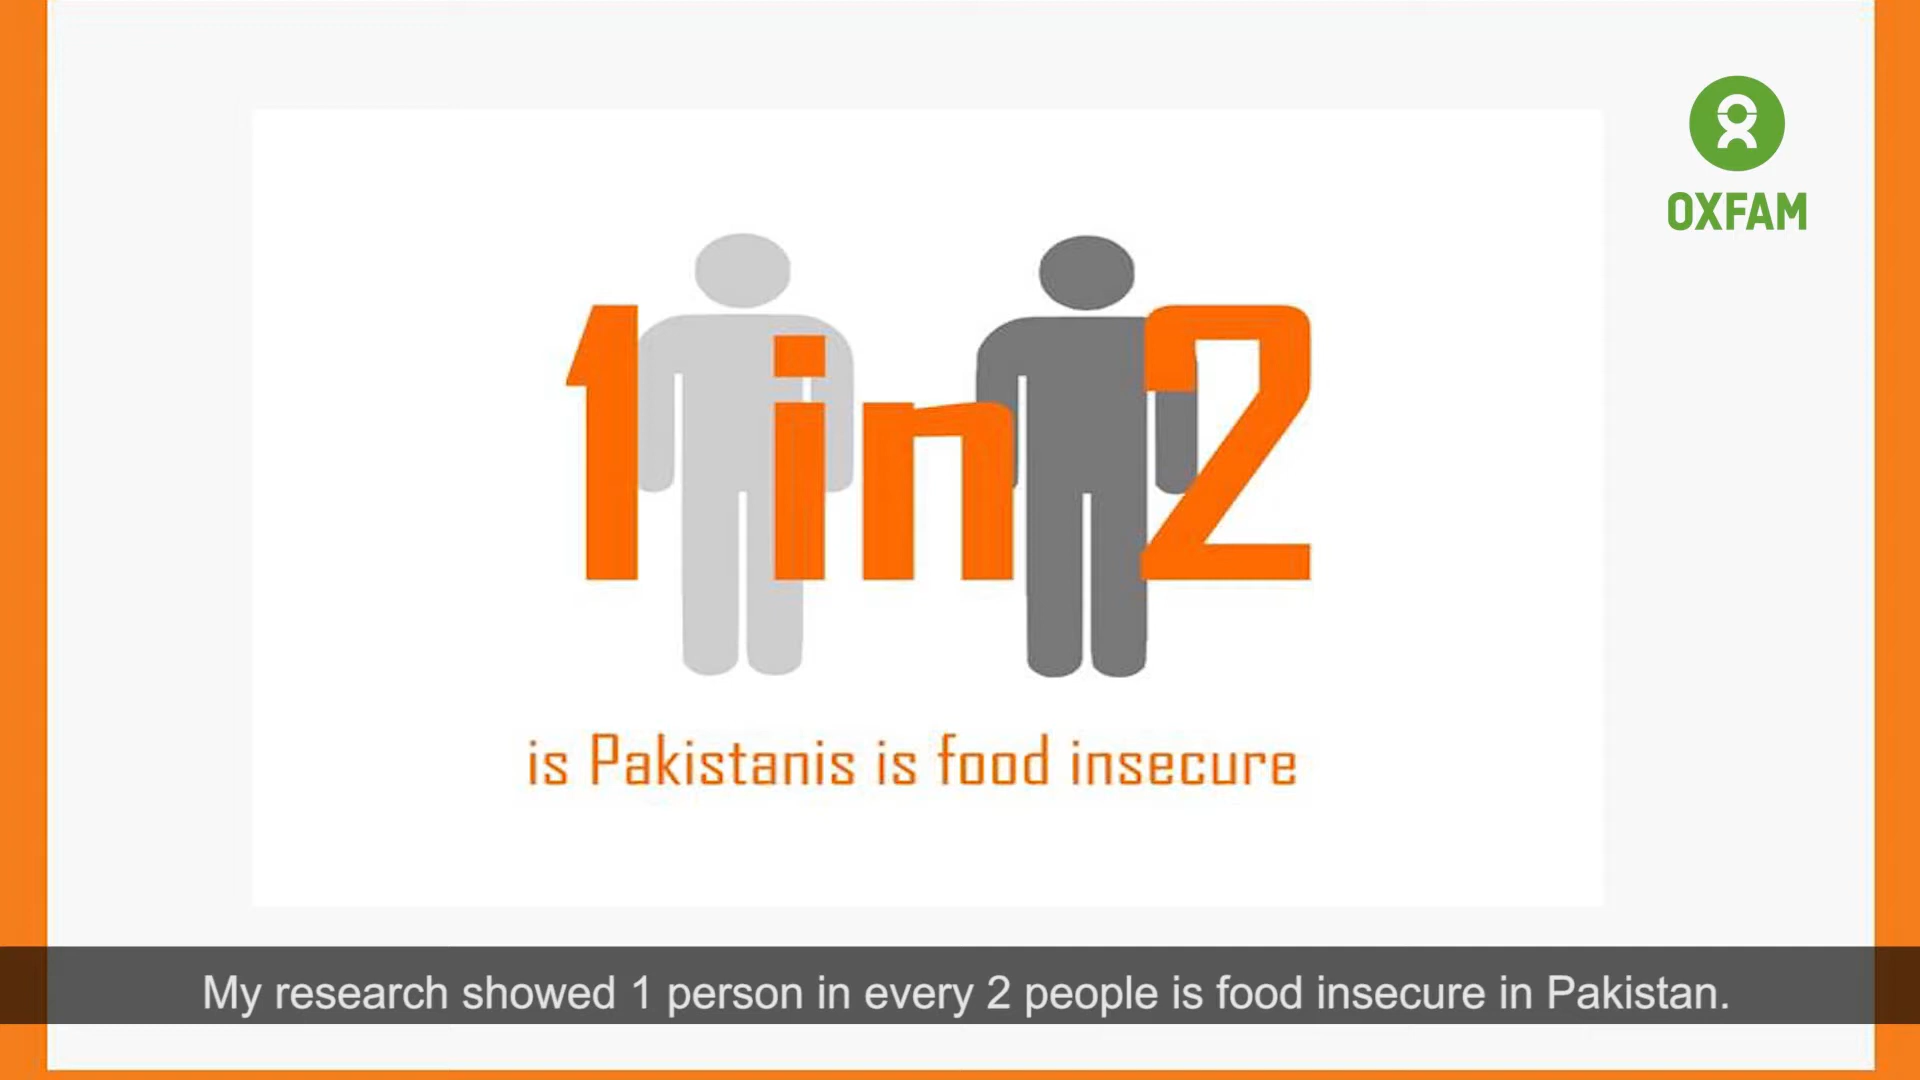 OXFAM
1 in 2
is Pakistanis is food insecure
My research showed 1 person in every 2 people is food insecure in Pakistan.